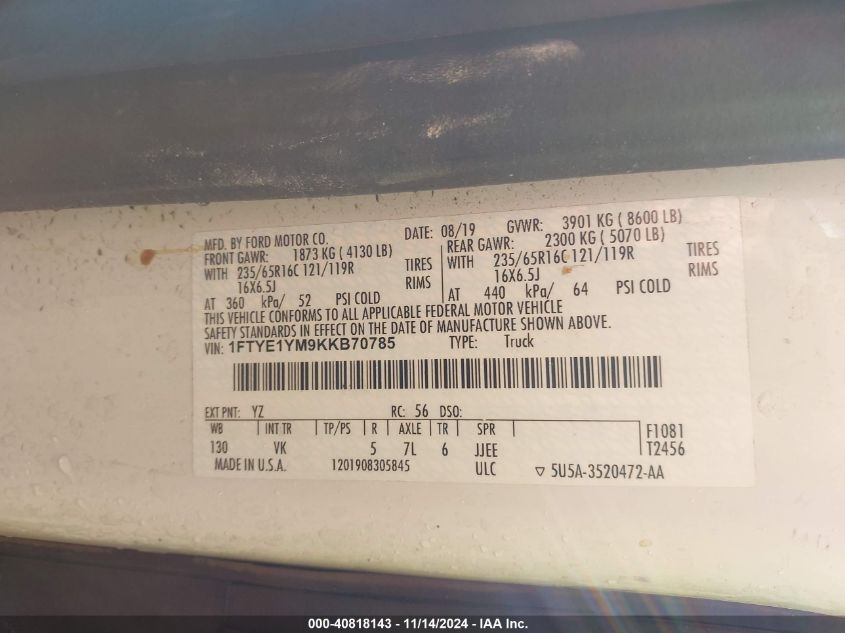 MFD. BY FORD MOTOR CO. DATE: 08/19 GVWR: 3901 KG ( 8600 LB)
FRONT GAWR: 1873 KG ( 4130 LB) REAR GAWR: 2300 KG ( 5070 LB)
WITH 235/65R16C 121/119R TIRES WITH 235/65R16C 121/119R TIRES
16X6.5J RIMS 16X6.5J RIMS
AT 360 kPa/ 52 PSI COLD AT 440 kPa/ 64 PSI COLD
THIS VEHICLE CONFORMS TO ALL APPLICABLE FEDERAL MOTOR VEHICLE
SAFETY STANDARDS IN EFFECT ON THE DATE OF MANUFACTURE SHOWN ABOVE.
VIN: 1FTYE1YM9KKB70785 TYPE: Truck
EXT PNT: YZ RC: 56 DSO:
WB INT TR TP/PS R AXLE TR SPR F1081
130 VK 5 7L 6 JJEE T2456
MADE IN U.S.A. 1201908305845 ULC ▽ 5U5A-3520472-AA
000-40818143 - 11/14/2024 - IAA Inc.